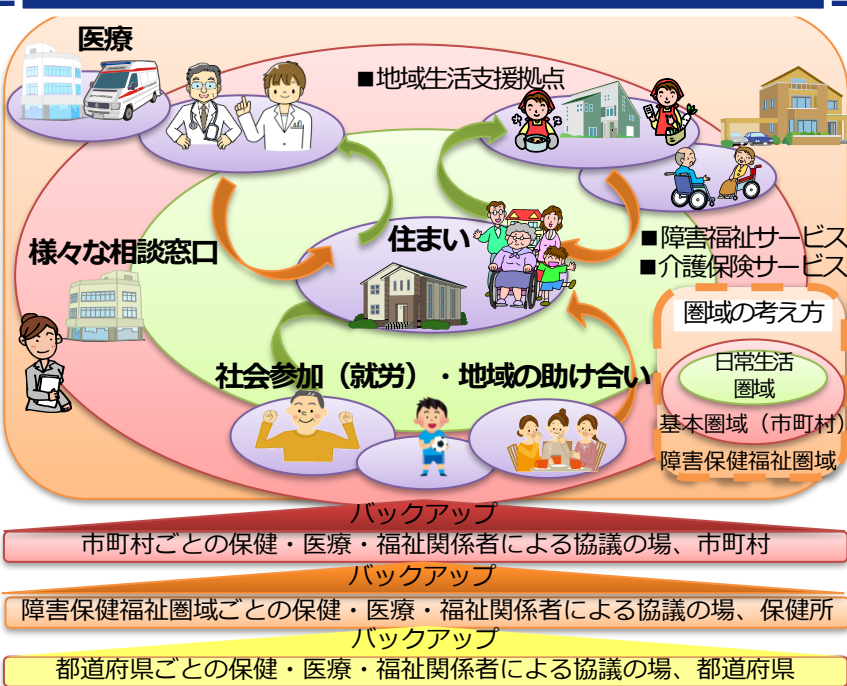 医療
■地域生活支援拠点
様々な相談窓口
住まい
■障害福祉サービス
■介護保険サービス
圏域の考え方
日常生活
圏域
基本圏域（市町村）
障害保健福祉圏域
社会参加（就労）・地域の助け合い
バックアップ
市町村ごとの保健・医療・福祉関係者による協議の場、市町村
バックアップ
障害保健福祉圏域ごとの保健・医療・福祉関係者による協議の場、保健所
バックアップ
都道府県ごとの保健・医療・福祉関係者による協議の場、都道府県